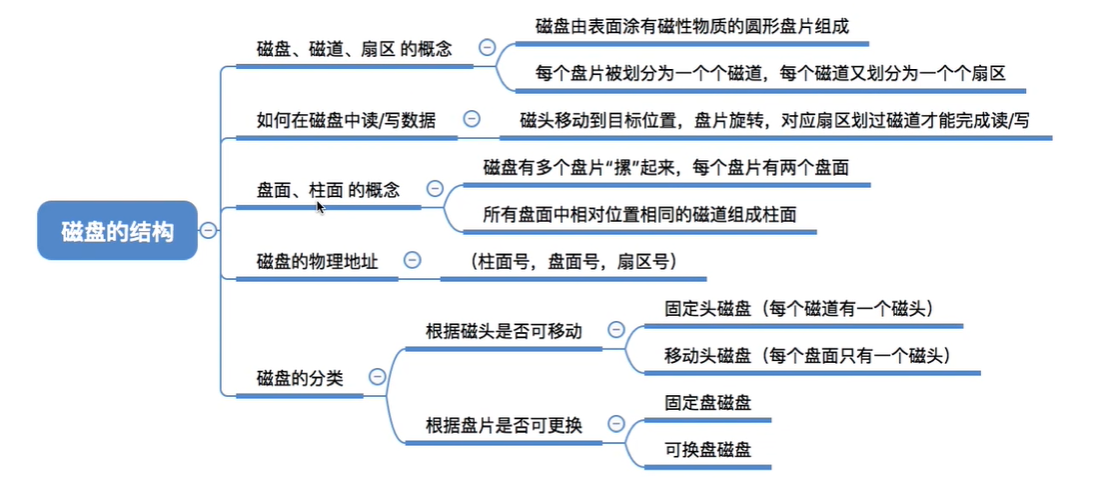 磁盘的结构
磁盘、磁道、扇区 的概念
磁盘由表面涂有磁性物质的圆形盘片组成
每个盘片被划分为一个个磁道，每个磁道又划分为一个个扇区
如何在磁盘中读/写数据
磁头移动到目标位置，盘片旋转，对应扇区划过磁道才能完成读/写
盘面、柱面 的概念
磁盘有多个盘片“摞”起来，每个盘片有两个盘面
所有盘面中相对位置相同的磁道组成柱面
磁盘的物理地址
（柱面号，盘面号，扇区号）
磁盘的分类
根据磁头是否可移动
固定头磁盘（每个磁道有一个磁头）
移动头磁盘（每个盘面只有一个磁头）
根据盘片是否可更换
固定盘磁盘
可换盘磁盘